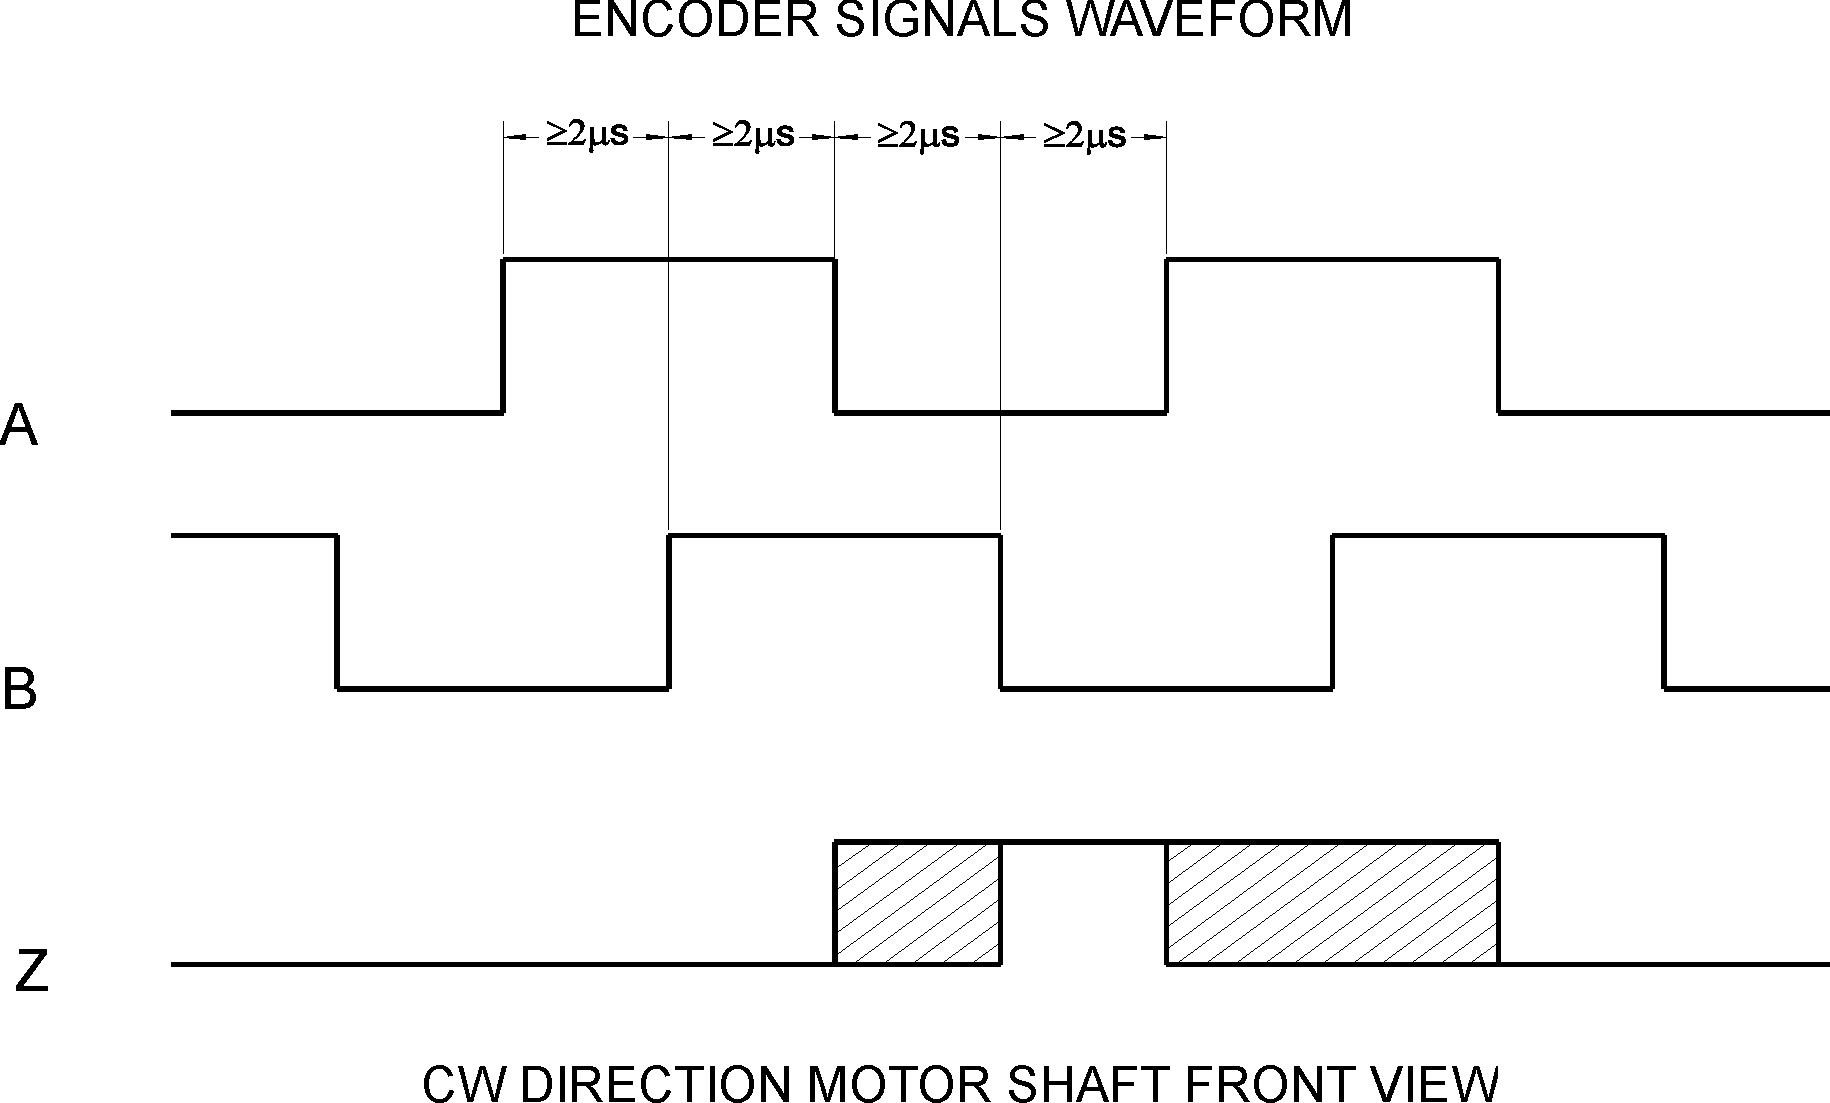 ENCODER SIGNALS WAVEFORM
≥2μs ≥2μs ≥2μs ≥2μs
A
B
Z
CW DIRECTION MOTOR SHAFT FRONT VIEW